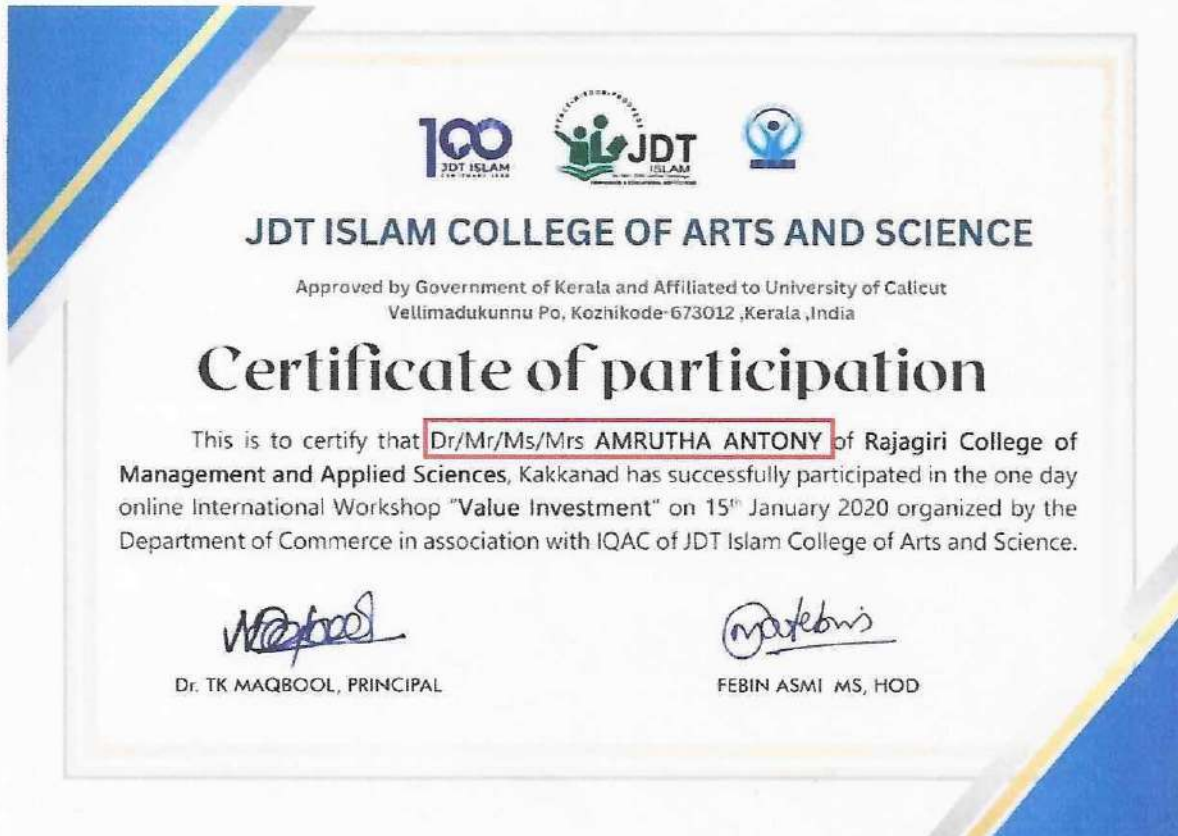 100
JDT ISLAM
JDT
ISLAM
JDT ISLAM COLLEGE OF ARTS AND SCIENCE
Approved by Government of Kerala and Affiliated to University of Calicut
Vellimadukunnu Po, Kozhikode-673012 ,Kerala ,India
Certificate of participation
This is to certify that Dr/Mr/Ms/Mrs AMRUTHA ANTONY of Rajagiri College of
Management and Applied Sciences, Kakkanad has successfully participated in the one day
online International Workshop "Value Investment" on 15th January 2020 organized by the
Department of Commerce in association with IQAC of JDT Islam College of Arts and Science.
Dr. TK MAQBOOL, PRINCIPAL
FEBIN ASMI MS, HOD